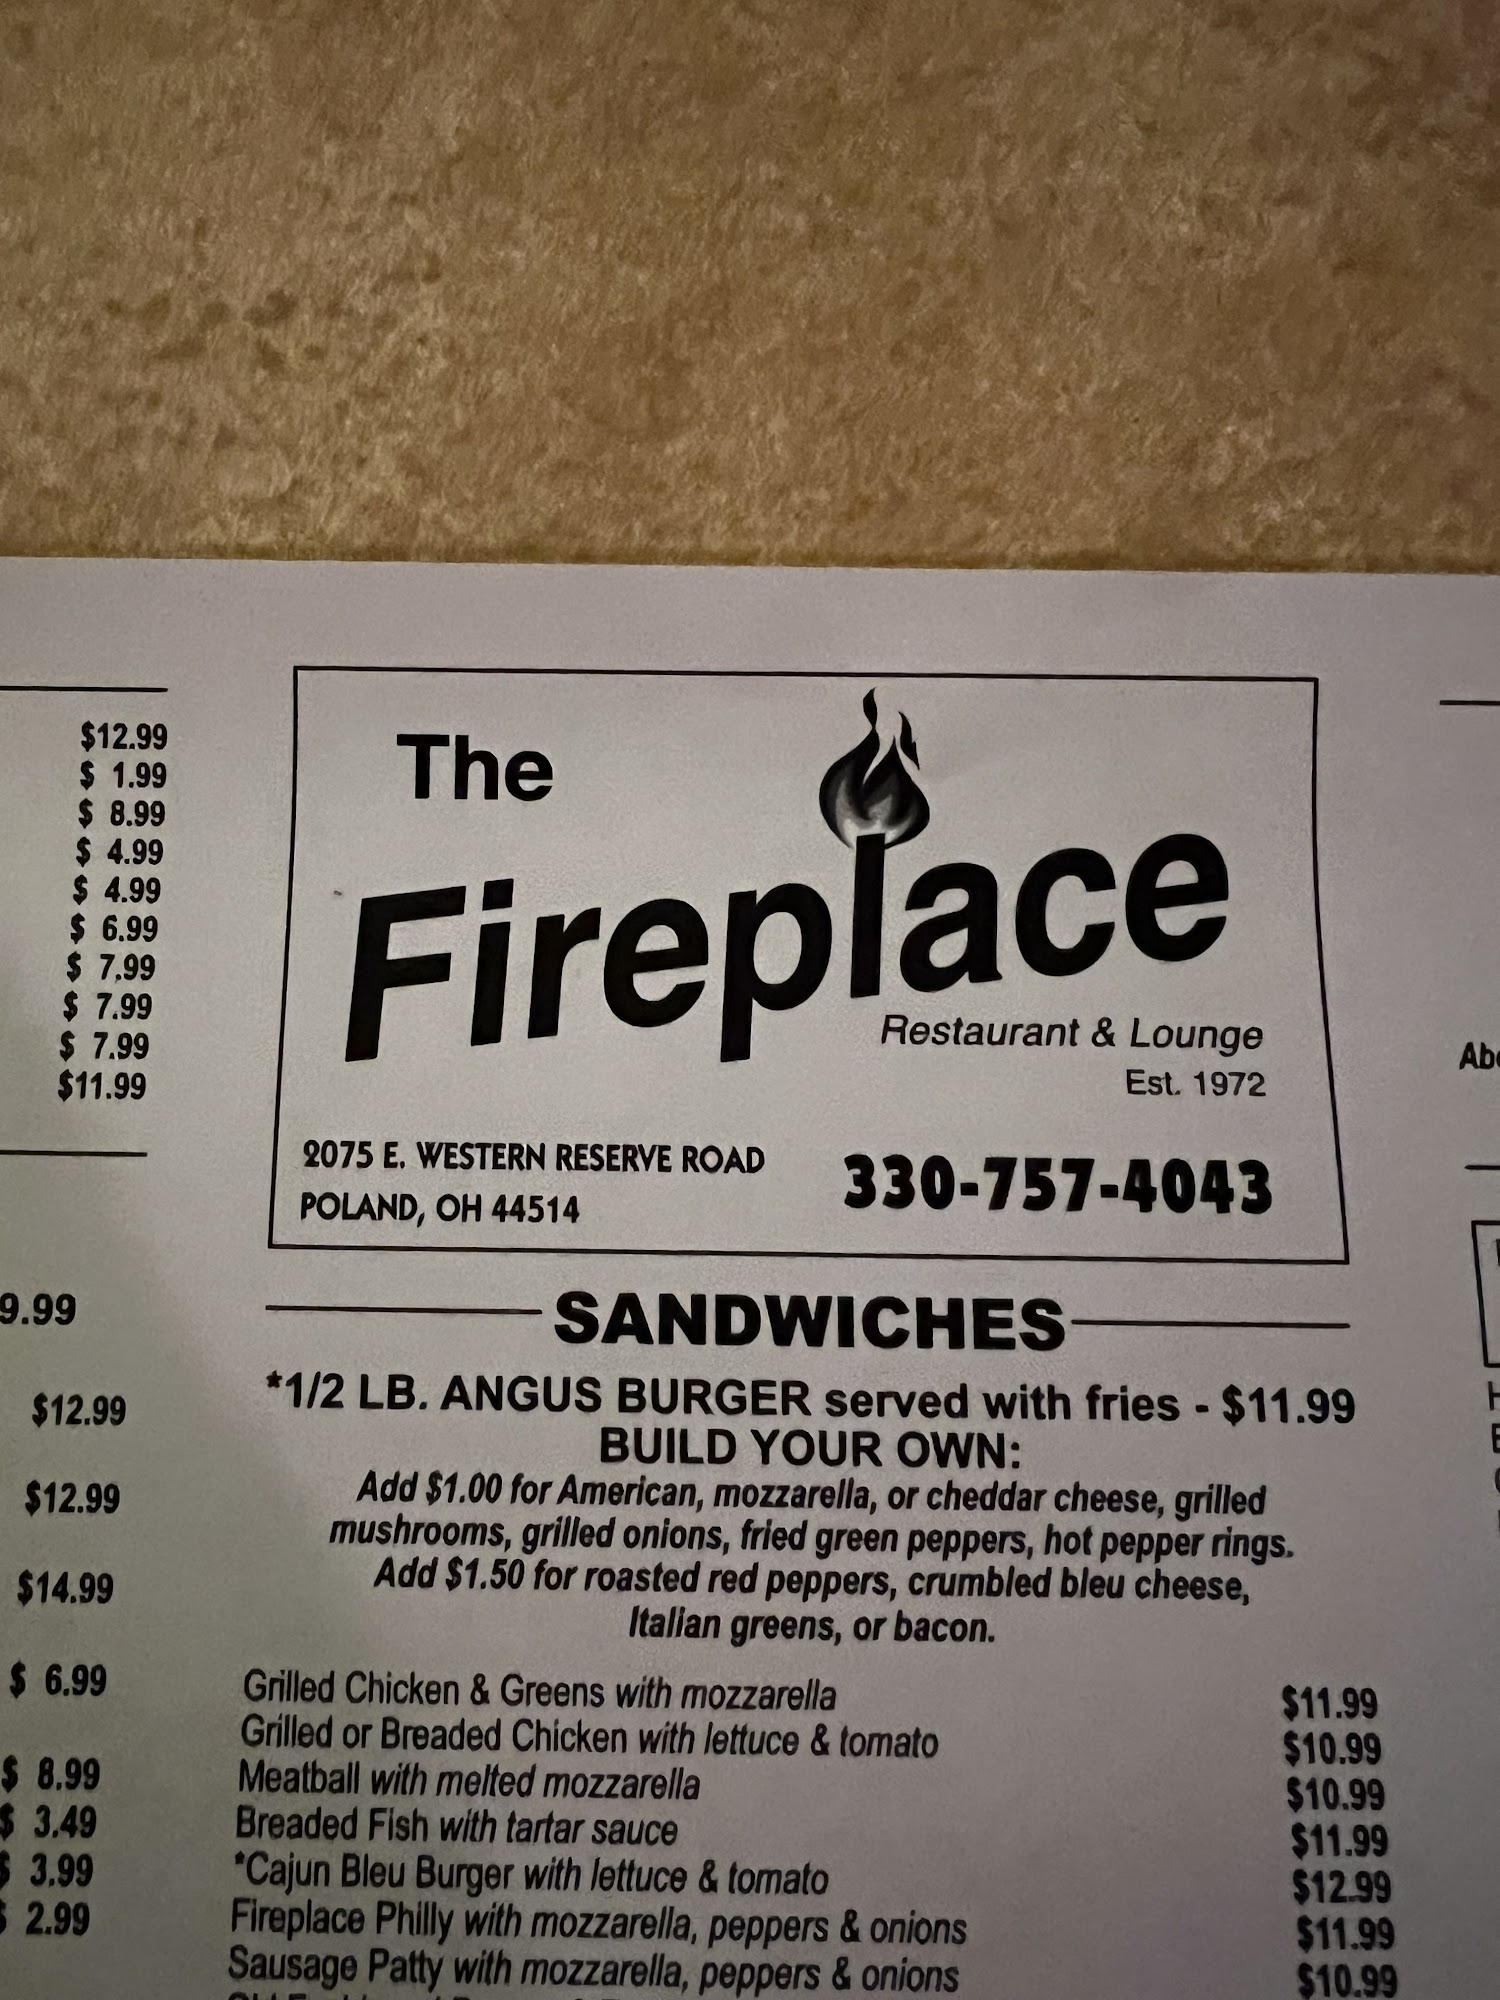 $12.99
$ 1.99
$ 8.99
$ 4.99
$ 4.99
$ 6.99
$ 7.99
$ 7.99
$ 7.99
$11.99
9.99
$12.99
$12.99
$14.99
$ 6.99
$ 8.99
$ 3.49
$ 3.99
$ 2.99
The
Fireplace
Restaurant & Lounge
Est. 1972
2075 E. WESTERN RESERVE ROAD
POLAND, OH 44514
330-757-4043
SANDWICHES
*1/2 LB. ANGUS BURGER served with fries - $11.99
BUILD YOUR OWN:
Add $1.00 for American, mozzarella, or cheddar cheese, grilled
mushrooms, grilled onions, fried green peppers, hot pepper rings.
Add $1.50 for roasted red peppers, crumbled bleu cheese,
Italian greens, or bacon.
Grilled Chicken & Greens with mozzarella $11.99
Grilled or Breaded Chicken with lettuce & tomato $10.99
Meatball with melted mozzarella $10.99
Breaded Fish with tartar sauce $11.99
*Cajun Bleu Burger with lettuce & tomato $12.99
Fireplace Philly with mozzarella, peppers & onions $11.99
Sausage Patty with mozzarella, peppers & onions $10.99